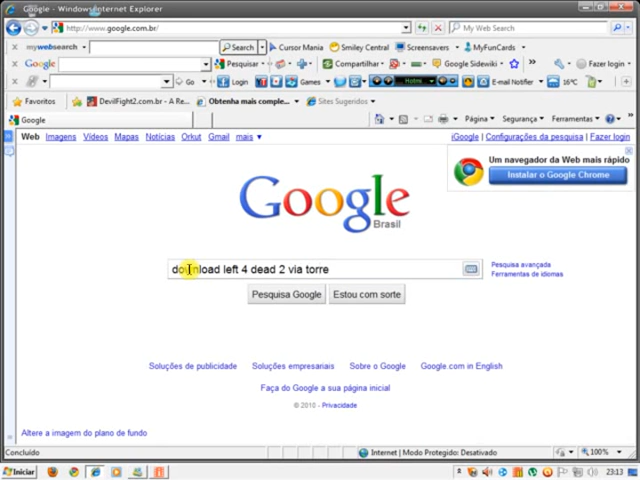 Google - Windows Internet Explorer
http://www.google.com.br/
My Web Search
mywebsearch
Search
Cursor Mania
Smiley Central
Screensavers
MyFunCards
Google
Pesquisar
Compartilhar
Google Sidewiki
Fazer login
Go
Login
Games
Hotmi
E-mail Notifier
16°C
Favoritos
DevilFight2.com.br - A Re...
Obtenha mais comple...
Sites Sugeridos
Google
Página
Segurança
Ferramentas
Web Imagens Vídeos Mapas Notícias Orkut Gmail mais
iGoogle | Configurações da pesquisa | Fazer login
Um navegador da Web mais rápido
Instalar o Google Chrome
Google
Brasil
download left 4 dead 2 via torre
Pesquisa avançada
Ferramentas de idiomas
Pesquisa Google
Estou com sorte
Soluções de publicidade
Soluções empresariais
Sobre o Google
Google.com in English
Faça do Google a sua página inicial
© 2010 - Privacidade
Altere a imagem do plano de fundo
Concluído
Internet | Modo Protegido: Desativado
100%
Iniciar
23:13